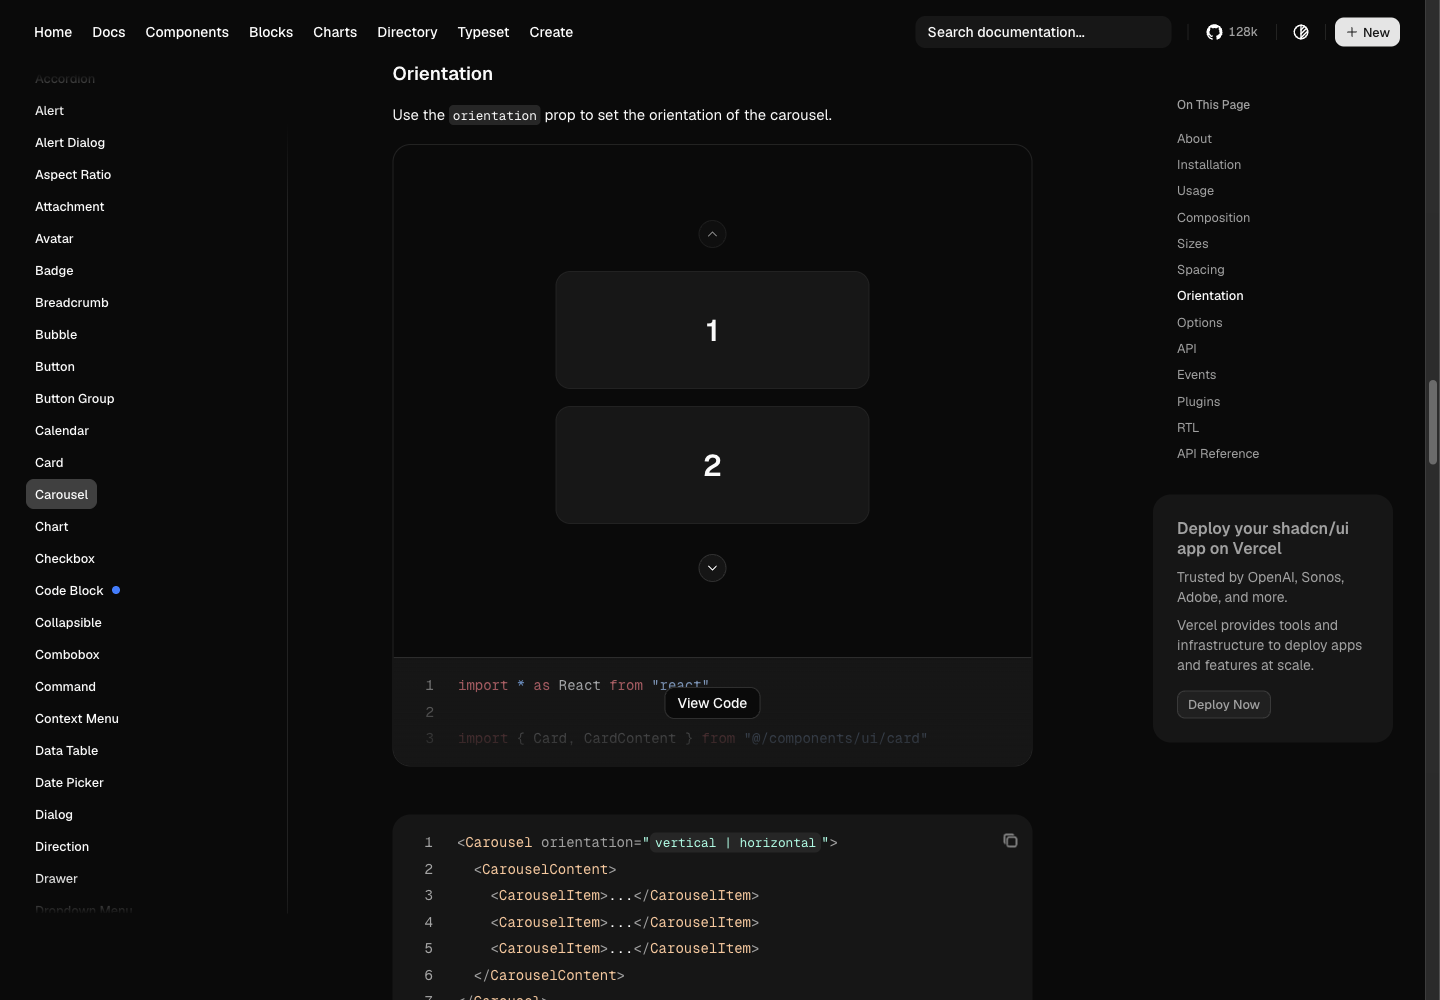 Home Docs Components Blocks Charts Directory Typeset Create
Search documentation...
128k
New
Accordion
Alert
Alert Dialog
Aspect Ratio
Attachment
Avatar
Badge
Breadcrumb
Bubble
Button
Button Group
Calendar
Card
Carousel
Chart
Checkbox
Code Block
Collapsible
Combobox
Command
Context Menu
Data Table
Date Picker
Dialog
Direction
Drawer
Dropdown Menu
Orientation
Use the orientation prop to set the orientation of the carousel.
1
2
1 import * as React from "react"
2
3 import { Card, CardContent } from "@/components/ui/card"
View Code
1 <Carousel orientation="vertical | horizontal">
2 <CarouselContent>
3 <CarouselItem>...</CarouselItem>
4 <CarouselItem>...</CarouselItem>
5 <CarouselItem>...</CarouselItem>
6 </CarouselContent>
7 </Carousel>
On This Page
About
Installation
Usage
Composition
Sizes
Spacing
Orientation
Options
API
Events
Plugins
RTL
API Reference
Deploy your shadcn/ui
app on Vercel
Trusted by OpenAI, Sonos,
Adobe, and more.
Vercel provides tools and
infrastructure to deploy apps
and features at scale.
Deploy Now